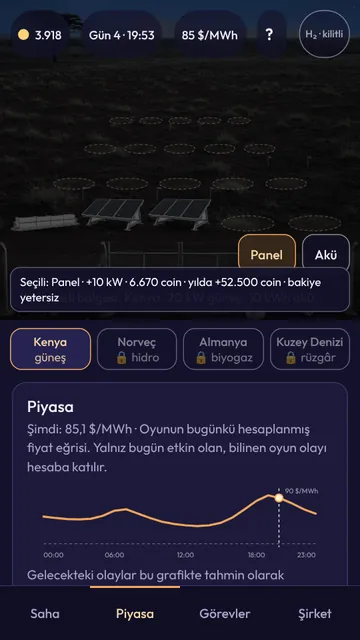 3.918
Gün 4 · 19:53
85 $/MWh
?
H₂ · kilitli
Panel
Akü
Seçili: Panel · +10 kW · 6.670 coin · yılda +52.500 coin · bakiye
yetersiz
Kenya
güneş
Norveç
🔒 hidro
Almanya
🔒 biyogaz
Kuzey Denizi
🔒 rüzgâr
Piyasa
Şimdi: 85,1 $/MWh · Oyunun bugünkü hesaplanmış
fiyat eğrisi. Yalnız bugün etkin olan, bilinen oyun olayı
hesaba katılır.
90 $/MWh
00:00
06:00
12:00
18:00
23:00
Gelecekteki olaylar bu grafikte tahmin olarak
Saha
Piyasa
Görevler
Şirket